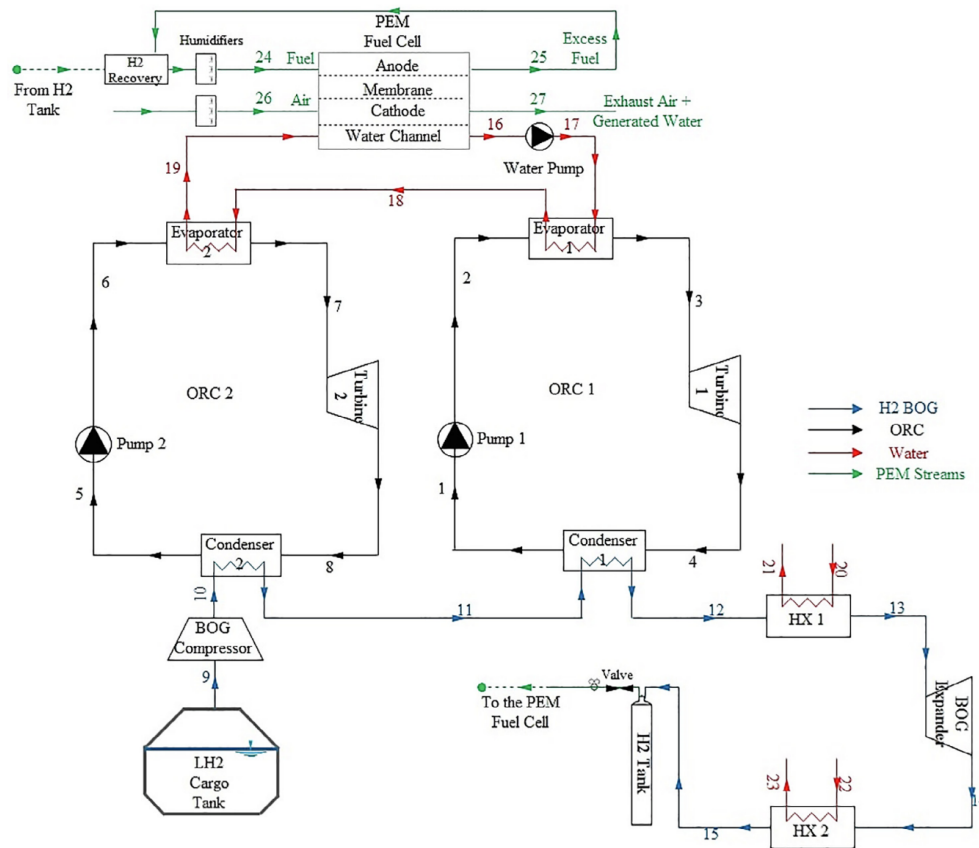 PEM
Fuel Cell
Humidifiers
H2
Recovery
24
Fuel
Anode
25
Excess
Fuel
From H2
Tank
Membrane
26
Air
Cathode
27
Exhaust Air +
Generated Water
Water Channel
16
17
Water Pump
19
18
Evaporator
2
Evaporator
1
6
7
2
3
Turbine
2
Turbine
1
ORC 2
ORC 1
Pump 2
Pump 1
H2 BOG
ORC
Water
PEM Streams
5
1
Condenser
2
8
Condenser
1
4
10
11
12
21
20
HX 1
13
BOG
Compressor
9
LH2
Cargo
Tank
To the PEM
Fuel Cell
Valve
H2 Tank
BOG
Expander
23
22
1
15
HX 2